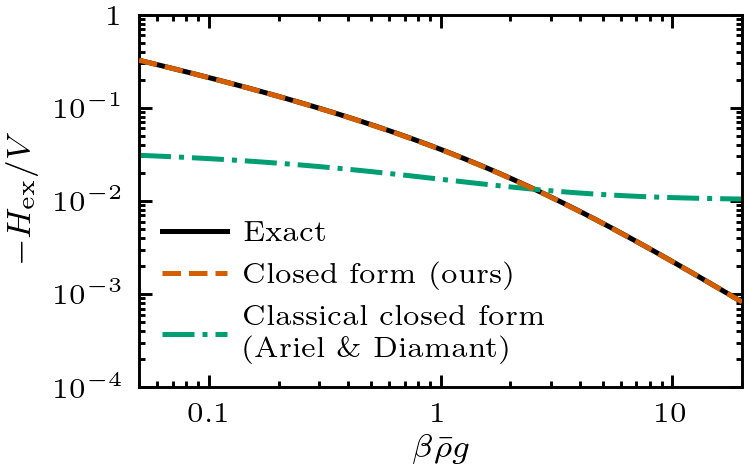 1
10⁻¹
10⁻²
10⁻³
10⁻⁴
−H_ex/V
Exact
Closed form (ours)
Classical closed form
(Ariel & Diamant)
0.1
1
10
βρ̄g